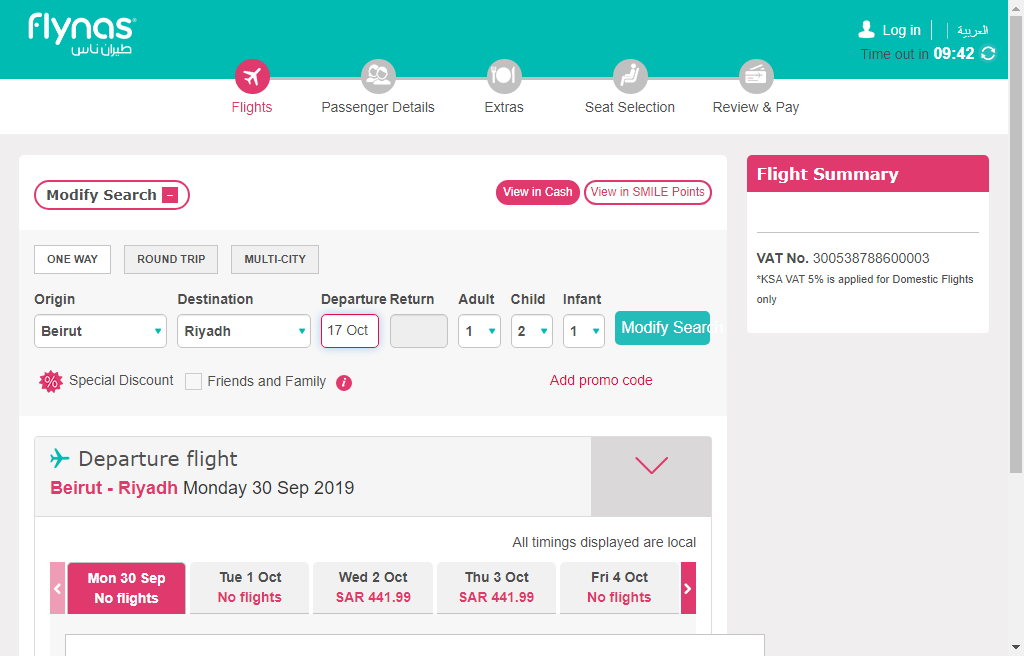 flynas
طيران ناس
Log in
العربية
Time out in 09:42
Flights
Passenger Details
Extras
Seat Selection
Review & Pay
Modify Search
View in Cash
View in SMILE Points
Flight Summary
VAT No. 300538788600003
*KSA VAT 5% is applied for Domestic Flights
only
ONE WAY
ROUND TRIP
MULTI-CITY
Origin
Destination
Departure
Return
Adult
Child
Infant
Beirut
Riyadh
17 Oct
1
2
1
Modify Search
Special Discount
Friends and Family
i
Add promo code
Departure flight
Beirut - Riyadh Monday 30 Sep 2019
All timings displayed are local
Mon 30 Sep
No flights
Tue 1 Oct
No flights
Wed 2 Oct
SAR 441.99
Thu 3 Oct
SAR 441.99
Fri 4 Oct
No flights